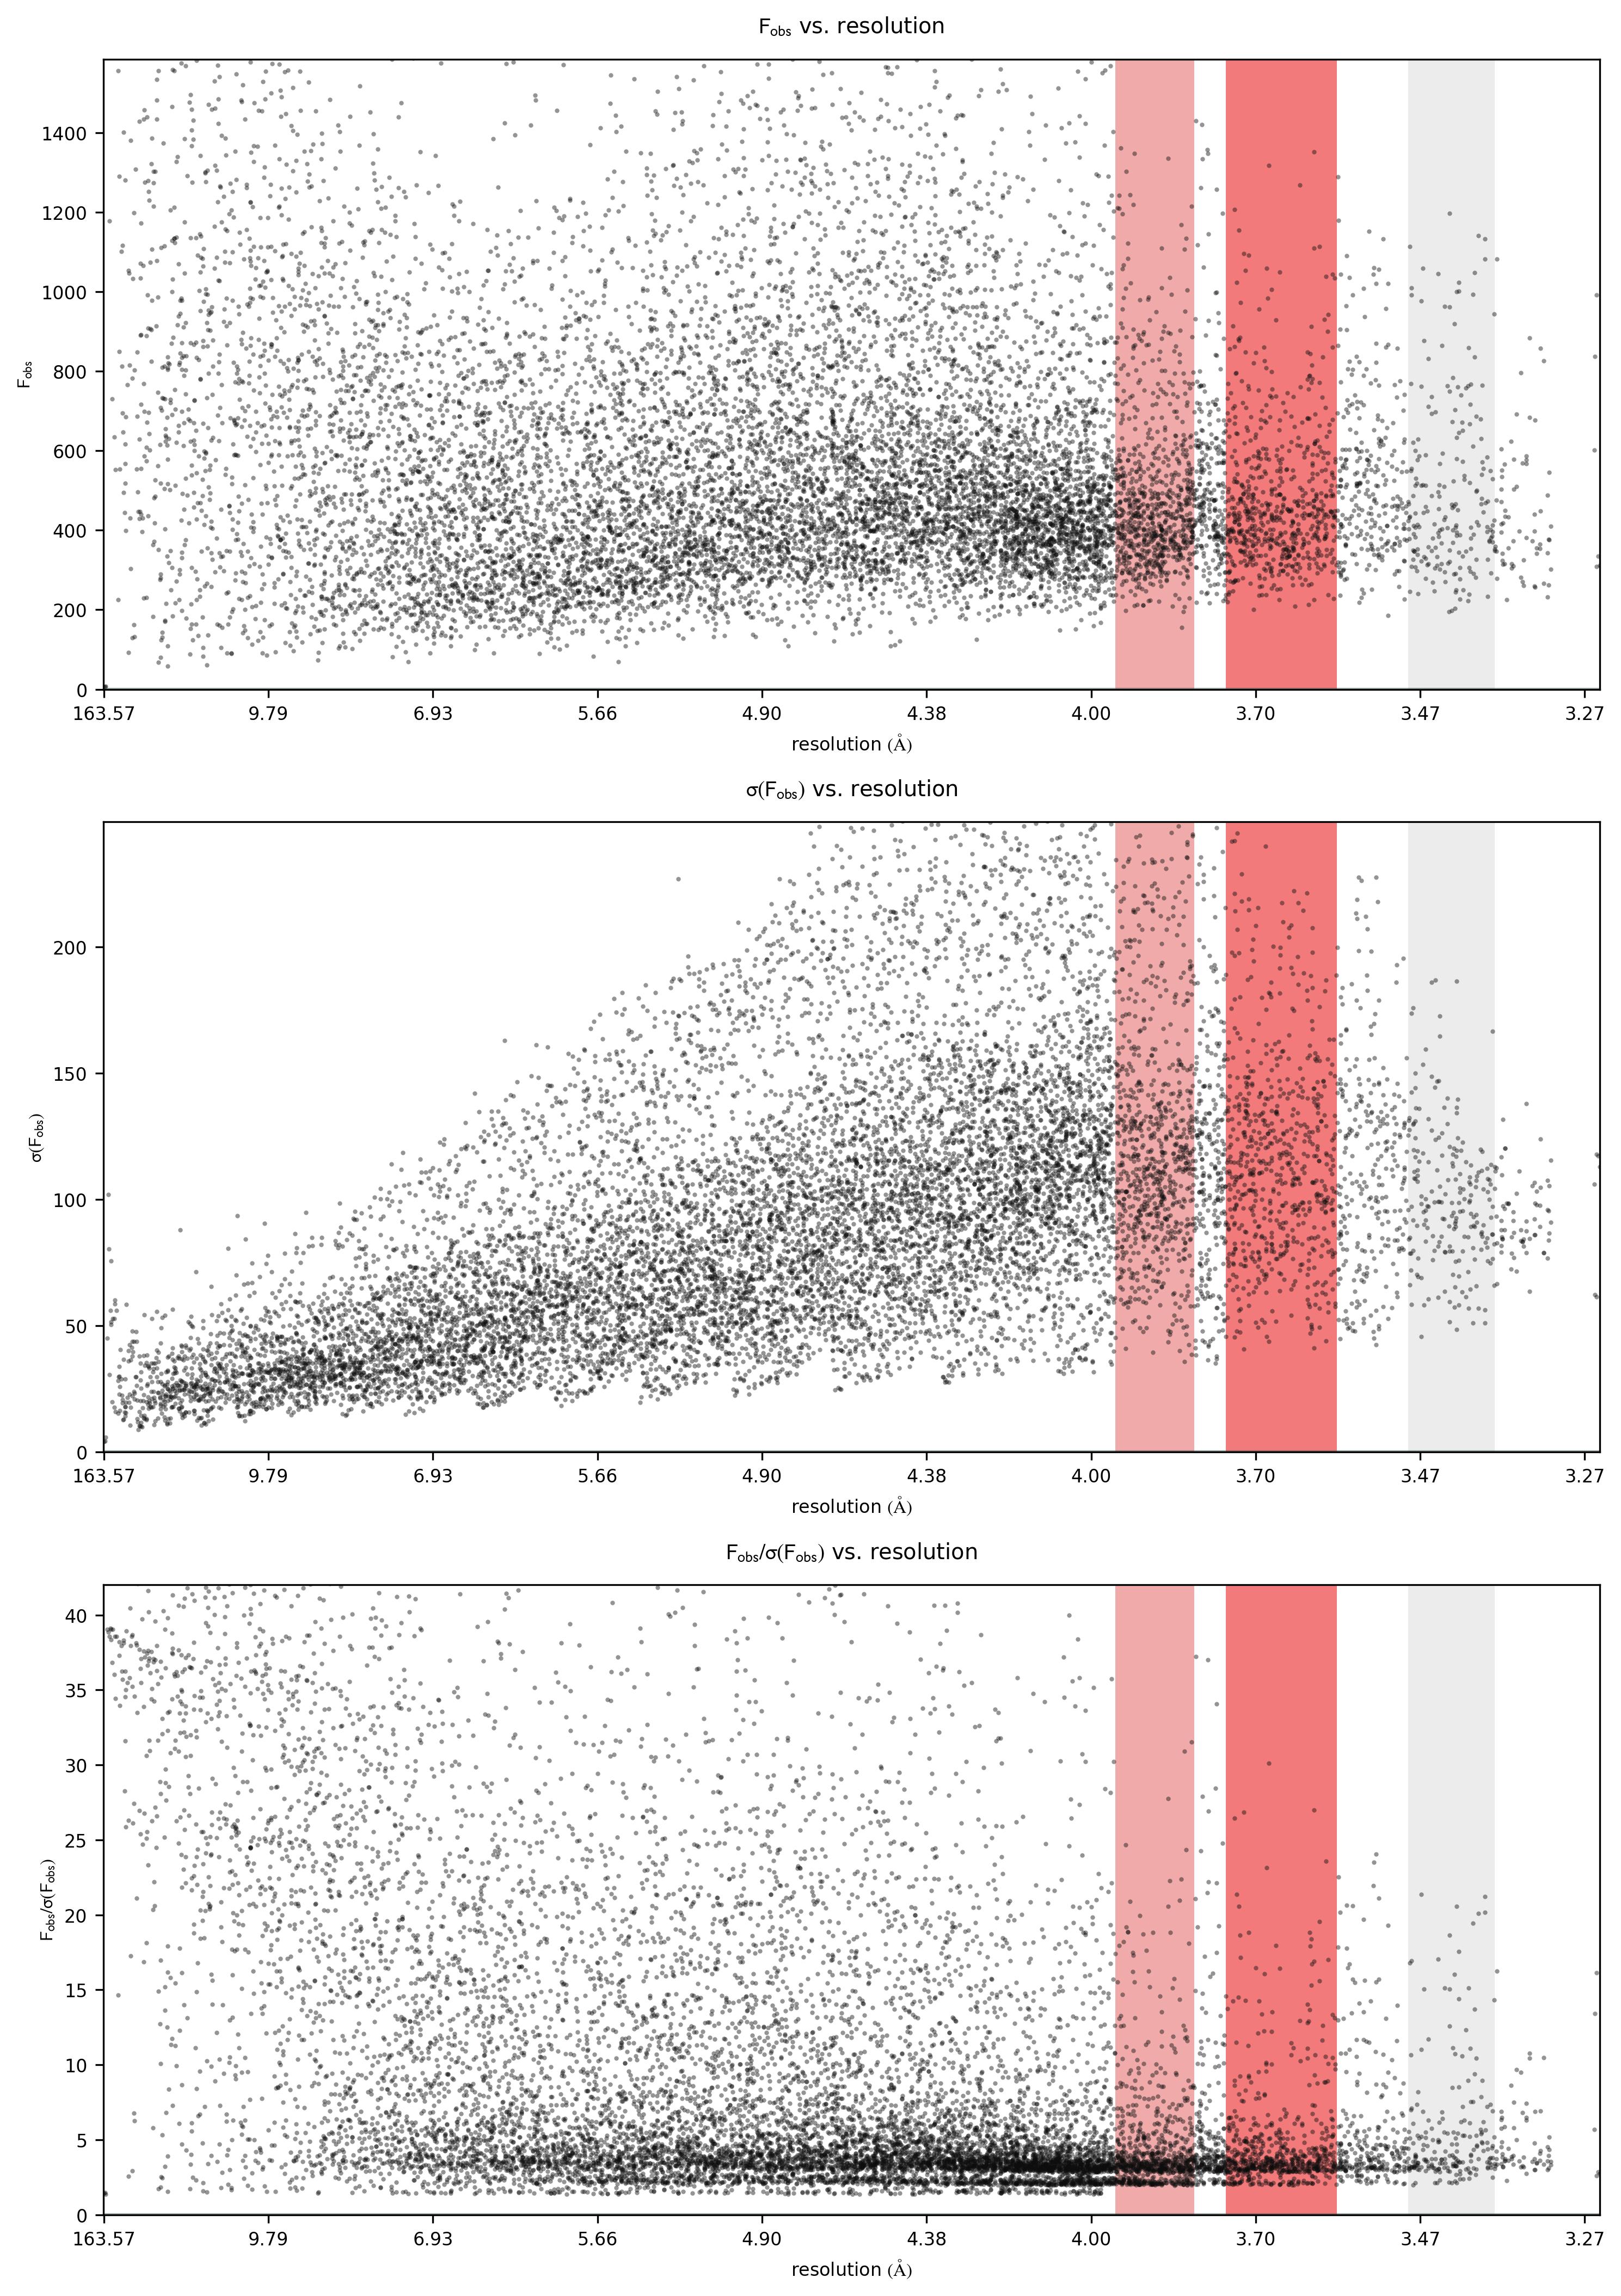 Fobs vs. resolution
1400
1200
1000
800
600
400
200
0
Fobs
163.57 9.79 6.93 5.66 4.90 4.38 4.00 3.70 3.47 3.27
resolution (Å)
σ(Fobs) vs. resolution
200
150
100
50
0
σ(Fobs)
163.57 9.79 6.93 5.66 4.90 4.38 4.00 3.70 3.47 3.27
resolution (Å)
Fobs/σ(Fobs) vs. resolution
40
35
30
25
20
15
10
5
0
Fobs/σ(Fobs)
163.57 9.79 6.93 5.66 4.90 4.38 4.00 3.70 3.47 3.27
resolution (Å)